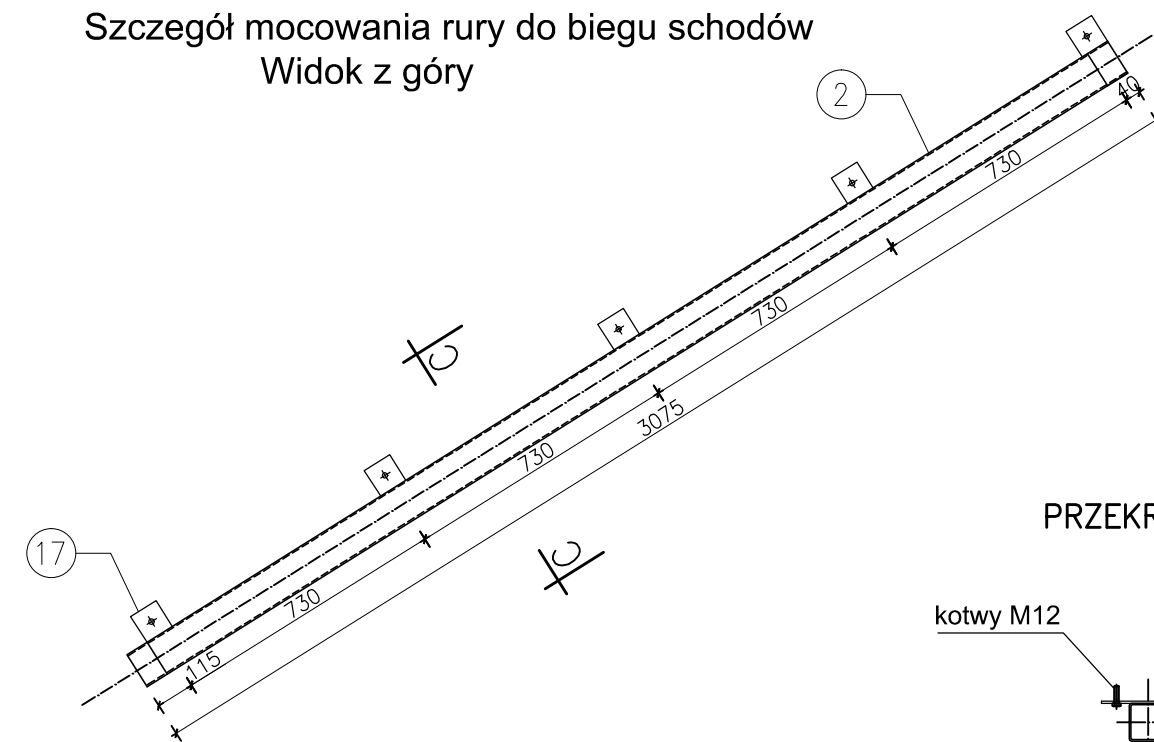 Szczegół mocowania rury do biegu schodów
Widok z góry
2
40
730
730
3075
730
C
C
17
730
115
PRZEKR
kotwy M12